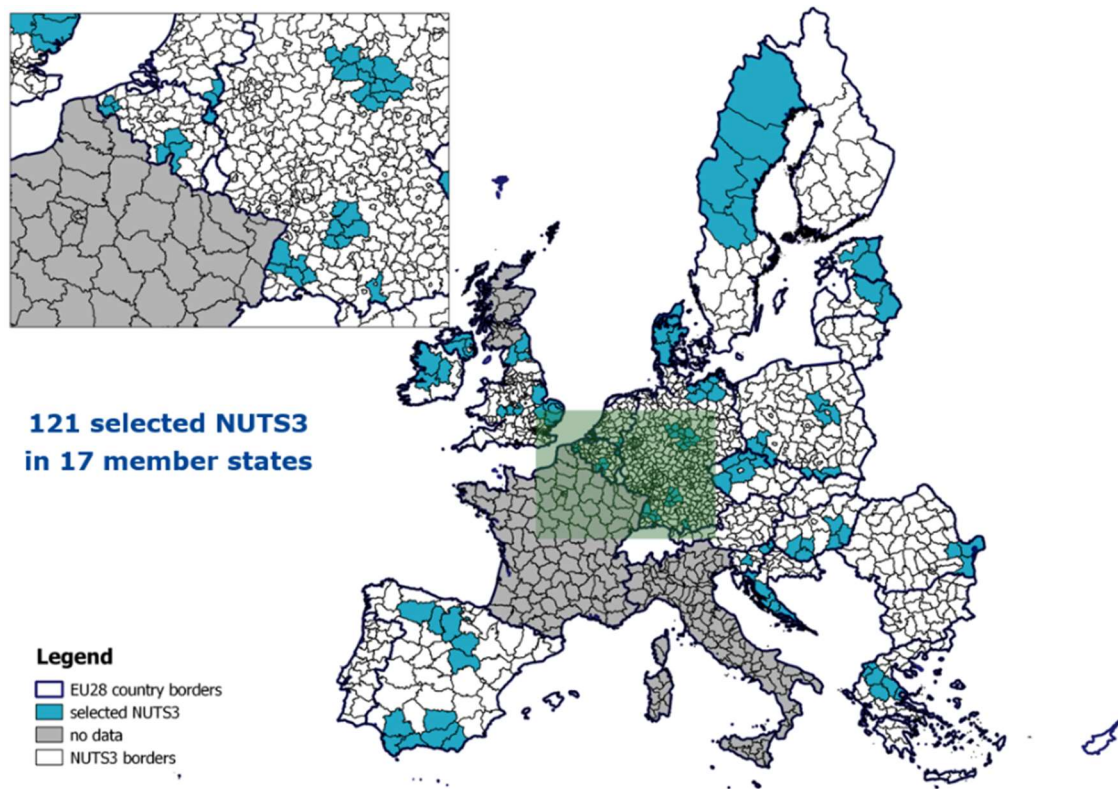 121 selected NUTS3
in 17 member states
Legend
EU28 country borders
selected NUTS3
no data
NUTS3 borders